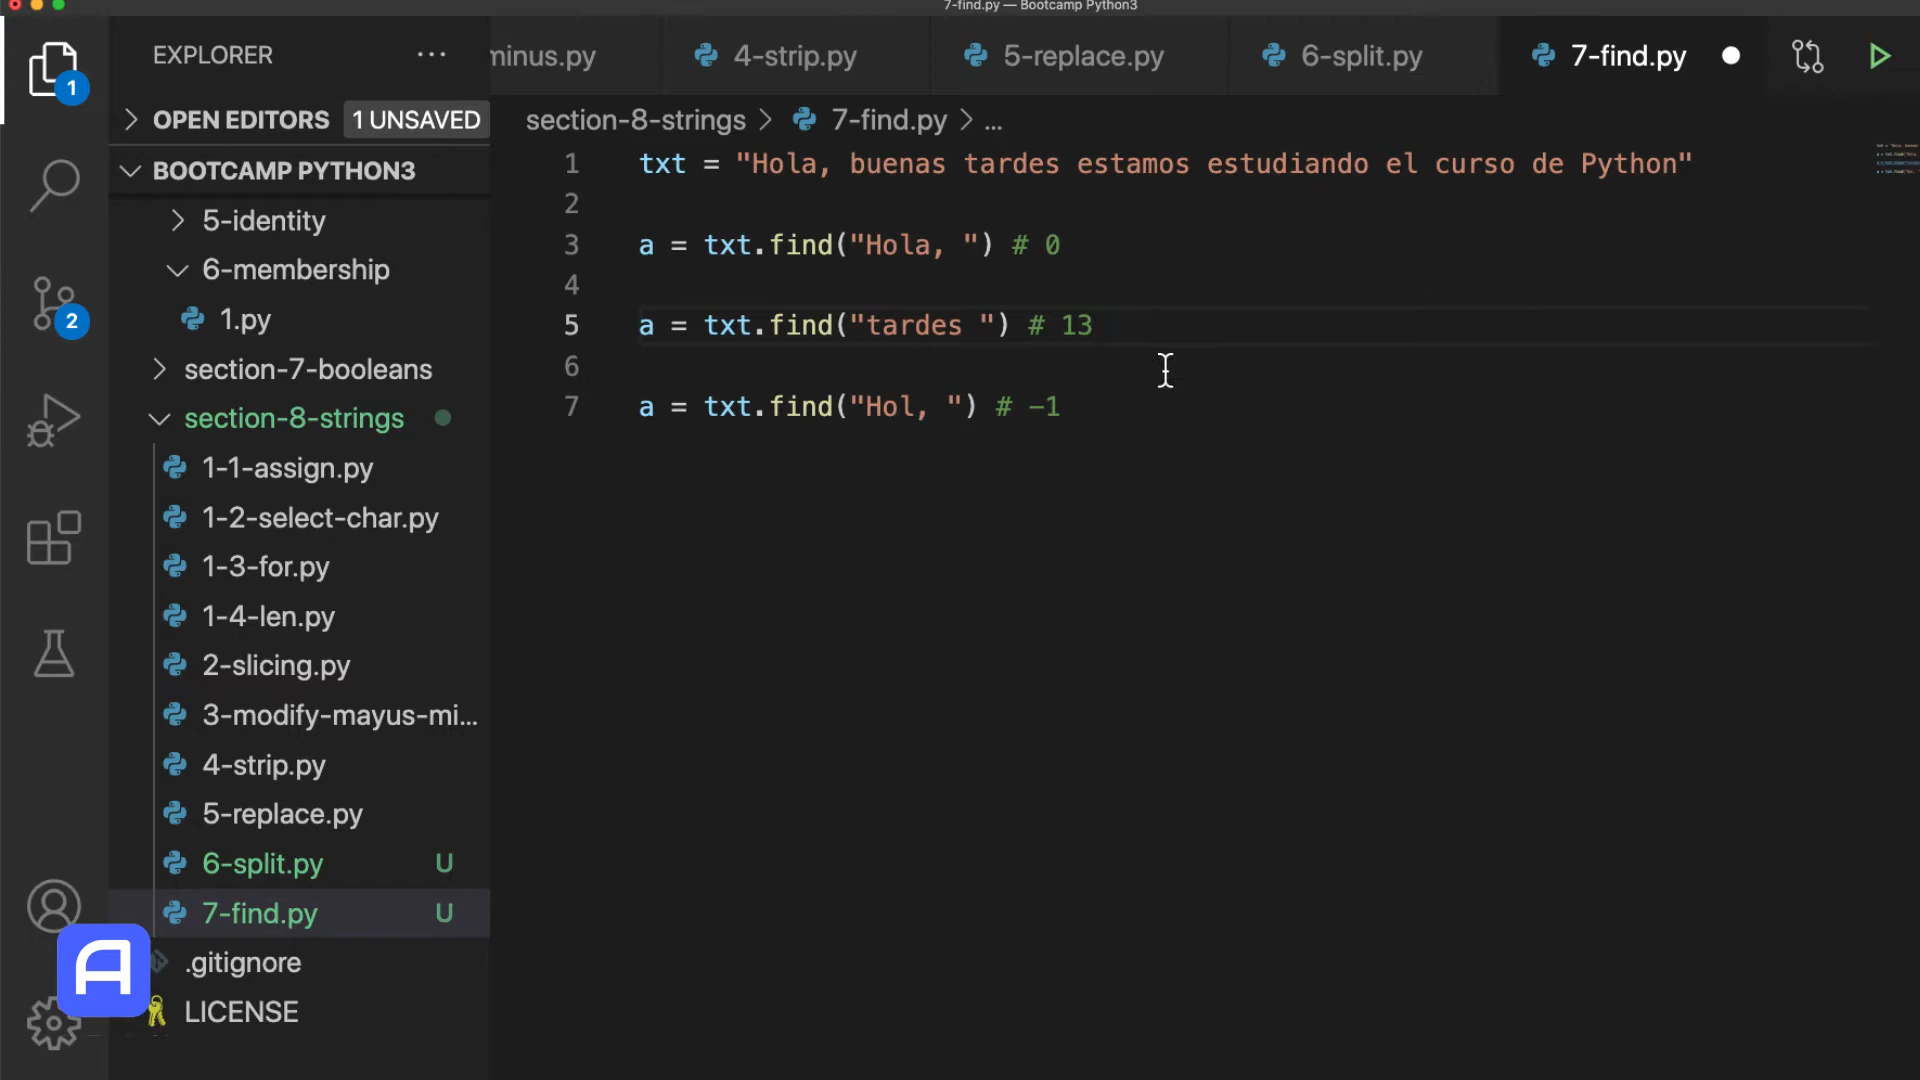 7-find.py — Bootcamp Python3
EXPLORER
···
minus.py
4-strip.py
5-replace.py
6-split.py
7-find.py
1
OPEN EDITORS
1 UNSAVED
section-8-strings > 7-find.py > ...
BOOTCAMP PYTHON3
5-identity
6-membership
1.py
section-7-booleans
section-8-strings
1-1-assign.py
1-2-select-char.py
1-3-for.py
1-4-len.py
2-slicing.py
3-modify-mayus-mi...
4-strip.py
5-replace.py
6-split.py U
7-find.py U
.gitignore
LICENSE
2
A
1 txt = "Hola, buenas tardes estamos estudiando el curso de Python"
2
3 a = txt.find("Hola, ") # 0
4
5 a = txt.find("tardes ") # 13
6
7 a = txt.find("Hol, ") # -1